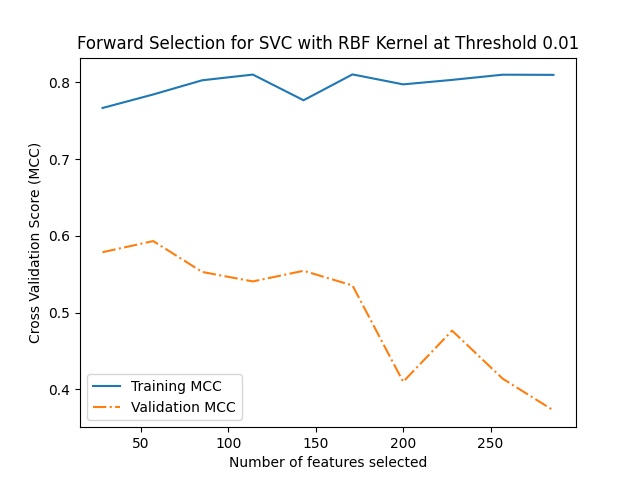 Forward Selection for SVC with RBF Kernel at Threshold 0.01
0.8
0.7
0.6
0.5
0.4
Cross Validation Score (MCC)
Training MCC
Validation MCC
50 100 150 200 250
Number of features selected